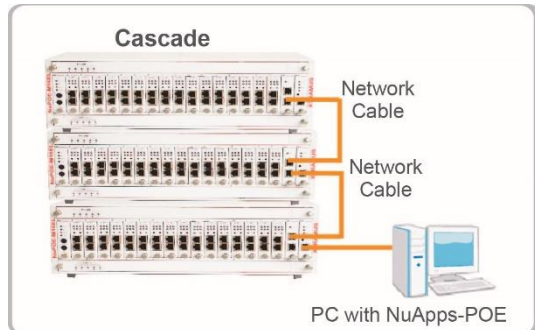 Cascade
Network
Cable
Network
Cable
PC with NuApps-POE